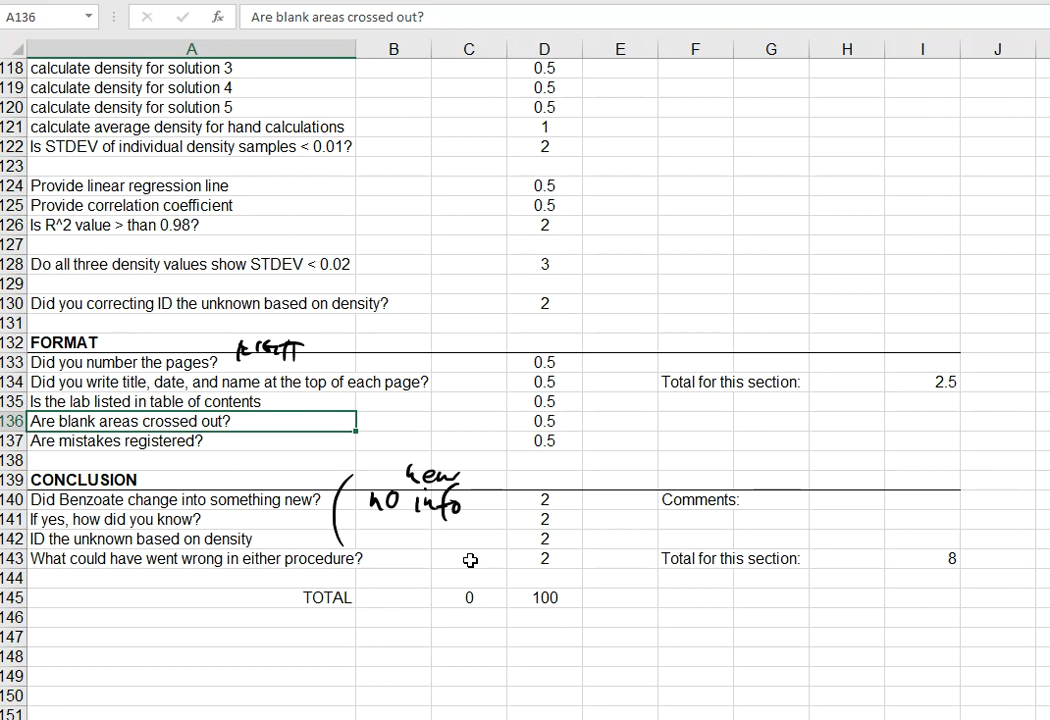 A136 fx Are blank areas crossed out?
A B C D E F G H I J
118 calculate density for solution 3 0.5
119 calculate density for solution 4 0.5
120 calculate density for solution 5 0.5
121 calculate average density for hand calculations 1
122 Is STDEV of individual density samples < 0.01? 2
123
124 Provide linear regression line 0.5
125 Provide correlation coefficient 0.5
126 Is R^2 value > than 0.98? 2
127
128 Do all three density values show STDEV < 0.02 3
129
130 Did you correcting ID the unknown based on density? 2
131
132 FORMAT
133 Did you number the pages? 0.5
134 Did you write title, date, and name at the top of each page? 0.5 Total for this section: 2.5
135 Is the lab listed in table of contents 0.5
136 Are blank areas crossed out? 0.5
137 Are mistakes registered? 0.5
138
new
139 CONCLUSION
140 Did Benzoate change into something new? no info 2 Comments:
141 If yes, how did you know? 2
142 ID the unknown based on density 2
143 What could have went wrong in either procedure? 2 Total for this section: 8
144
145 TOTAL 0 100
146
147
148
149
150
151